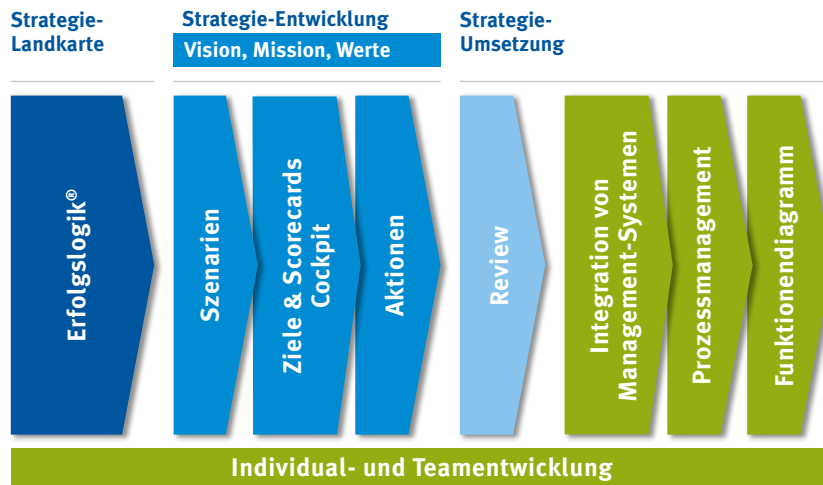 Strategie-
Landkarte
Strategie-Entwicklung
Vision, Mission, Werte
Strategie-
Umsetzung
Erfolgslogik®
Szenarien
Ziele & Scorecards
Cockpit
Aktionen
Review
Integration von
Management-Systemen
Prozessmanagement
Funktionendiagramm
Individual- und Teamentwicklung